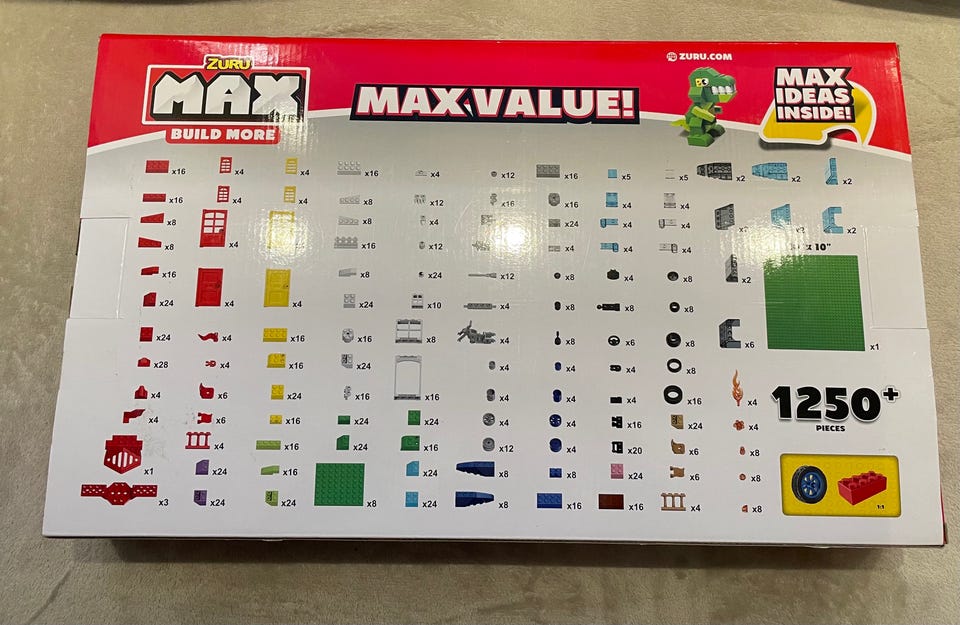 ZURU
MAX
BUILD MORE
MAX VALUE!
ZURU.COM
MAX
IDEAS
INSIDE!
x16 x4 x4 x16 x4 x12 x16 x5 x5 x2 x2 x2
x16 x4 x4 x8 x12 x16 x16 x4 x4
x8 x8 x4 x24 x4 x4 x2
x8 x4 x4 x16 x12 x4 x4 x4
x 10"
x16 x8 x24 x12 x8 x4 x8 x2
x24 x4 x4 x24 x10 x4 x8 x8 x8
x24 x4 x16 x16 x8 x4 x8 x6 x8 x6 x1
x28 x4 x16 x24 x4 x8 x4 x8
x4 x6 x24 x16 x16 x4 x8 x4 x16 x4
1250+
PIECES
x4 x6 x16 x24 x24 x4 x4 x16 x24 x4
x4 x16 x24 x16 x12 x4 x20 x6 x8
x1 x24 x16 x8 x24 x8 x8 x24 x6 x8
x3 x24 x24 x24 x8 x16 x16 x4 x8
1:1